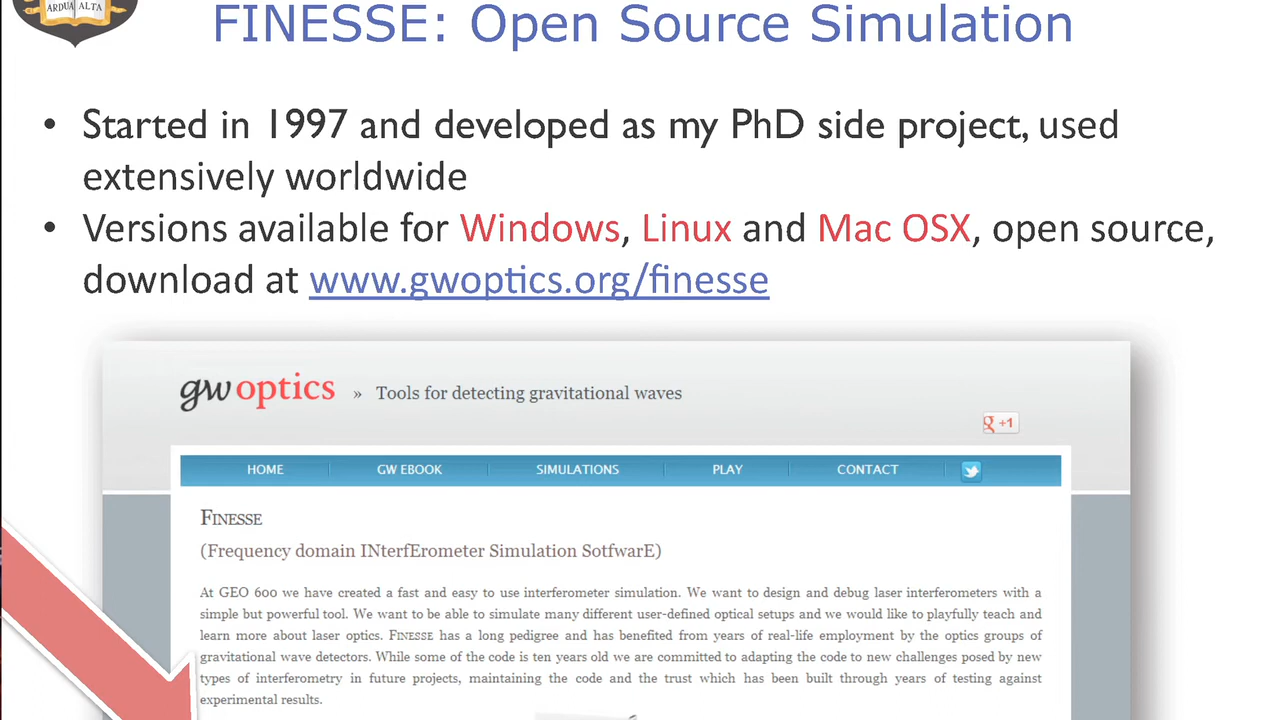 ARDUA ALTA
FINESSE: Open Source Simulation
• Started in 1997 and developed as my PhD side project, used
extensively worldwide
• Versions available for Windows, Linux and Mac OSX, open source,
download at www.gwoptics.org/finesse
gwoptics » Tools for detecting gravitational waves
g +1
HOME GW EBOOK SIMULATIONS PLAY CONTACT
FINESSE
(Frequency domain INterfErometer Simulation SotfwarE)
At GEO 600 we have created a fast and easy to use interferometer simulation. We want to design and debug laser interferometers with a
simple but powerful tool. We want to be able to simulate many different user-defined optical setups and we would like to playfully teach and
learn more about laser optics. FINESSE has a long pedigree and has benefited from years of real-life employment by the optics groups of
gravitational wave detectors. While some of the code is ten years old we are committed to adapting the code to new challenges posed by new
types of interferometry in future projects, maintaining the code and the trust which has been built through years of testing against
experimental results.